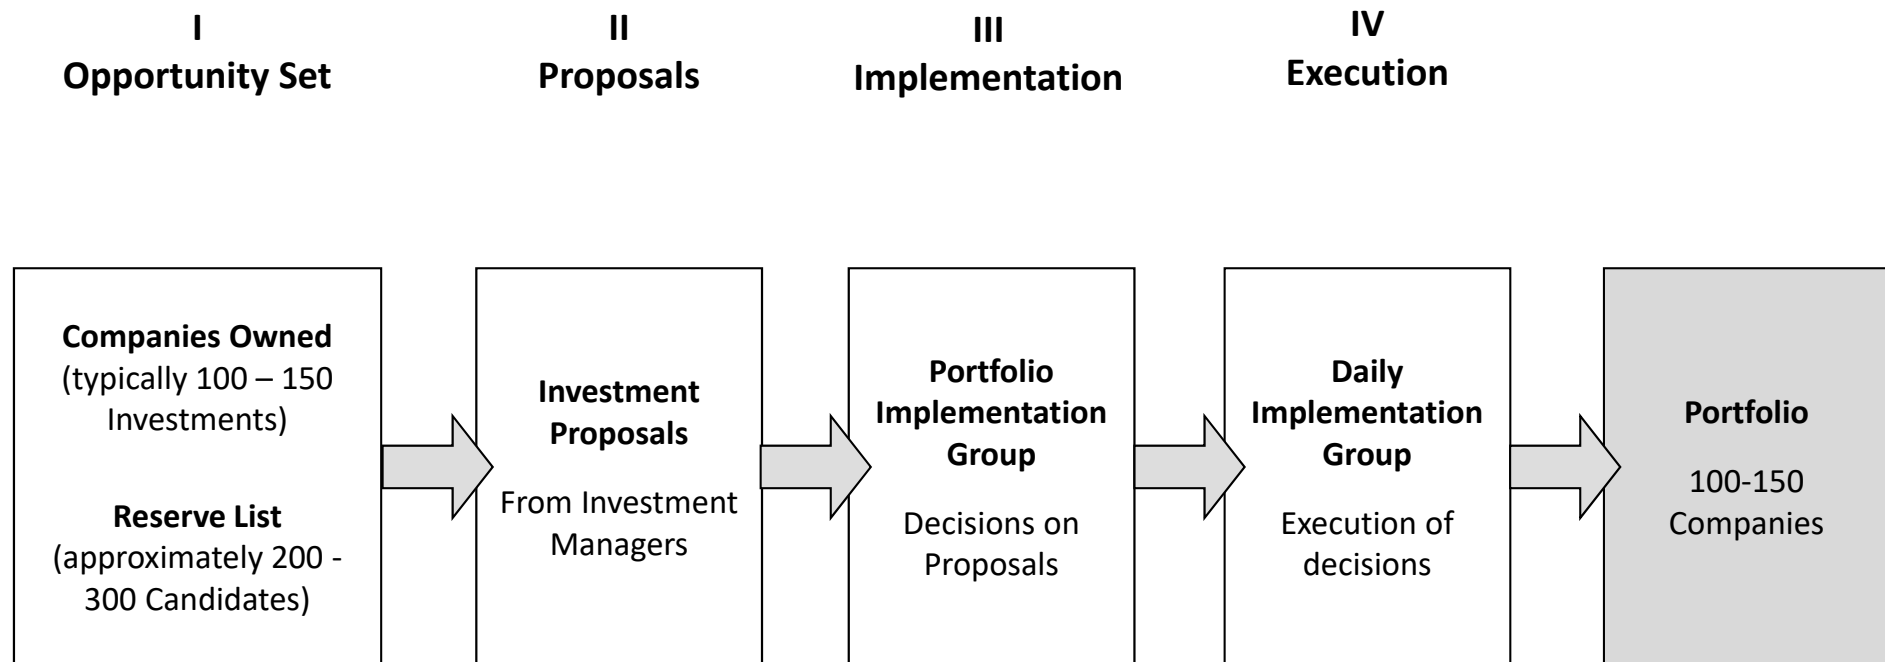 I
Opportunity Set
II
Proposals
III
Implementation
IV
Execution
Companies Owned
(typically 100 – 150
Investments)
Reserve List
(approximately 200 -
300 Candidates)
Investment
Proposals
From Investment
Managers
Portfolio
Implementation
Group
Decisions on
Proposals
Daily
Implementation
Group
Execution of
decisions
Portfolio
100-150
Companies